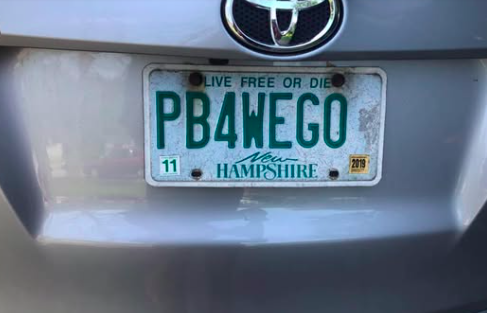 LIVE FREE OR DIE
PB4WEGO
11
New
2019
HAMPSHIRE